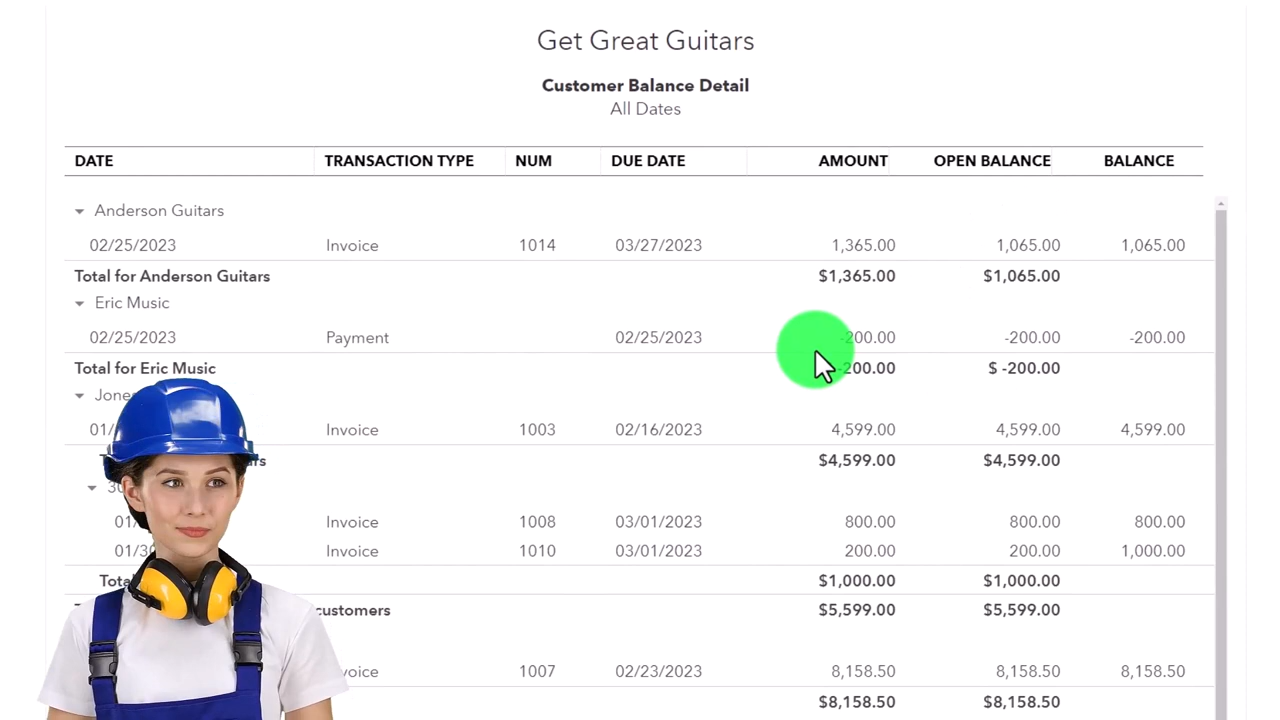 Get Great Guitars
Customer Balance Detail
All Dates
DATE TRANSACTION TYPE NUM DUE DATE AMOUNT OPEN BALANCE BALANCE
Anderson Guitars
02/25/2023 Invoice 1014 03/27/2023 1,365.00 1,065.00 1,065.00
Total for Anderson Guitars $1,365.00 $1,065.00
Eric Music
02/25/2023 Payment 02/25/2023 -200.00 -200.00 -200.00
Total for Eric Music -200.00 $ -200.00
Invoice 1003 02/16/2023 4,599.00 4,599.00 4,599.00
$4,599.00 $4,599.00
Invoice 1008 03/01/2023 800.00 800.00 800.00
Invoice 1010 03/01/2023 200.00 200.00 1,000.00
$1,000.00 $1,000.00
customers $5,599.00 $5,599.00
1007 02/23/2023 8,158.50 8,158.50 8,158.50
$8,158.50 $8,158.50